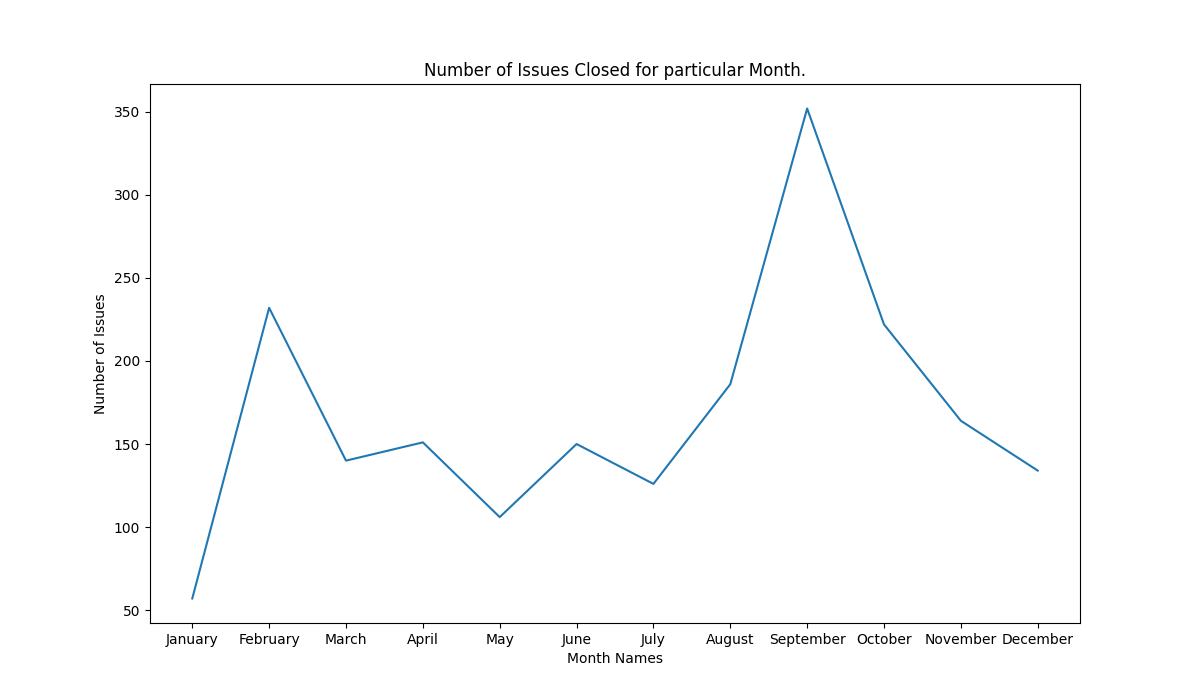 Number of Issues Closed for particular Month.
Number of Issues
350
300
250
200
150
100
50
January February March April May June July August September October November December
Month Names